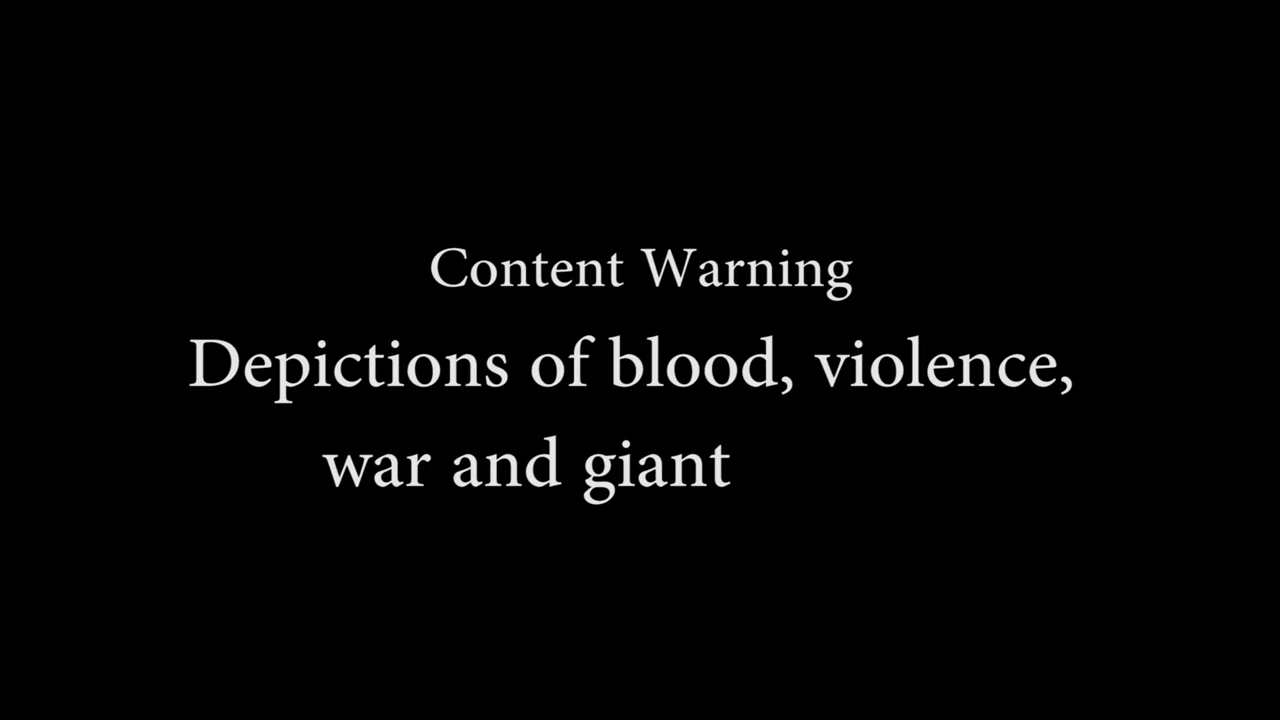 Content Warning
Depictions of blood, violence,
war and giant